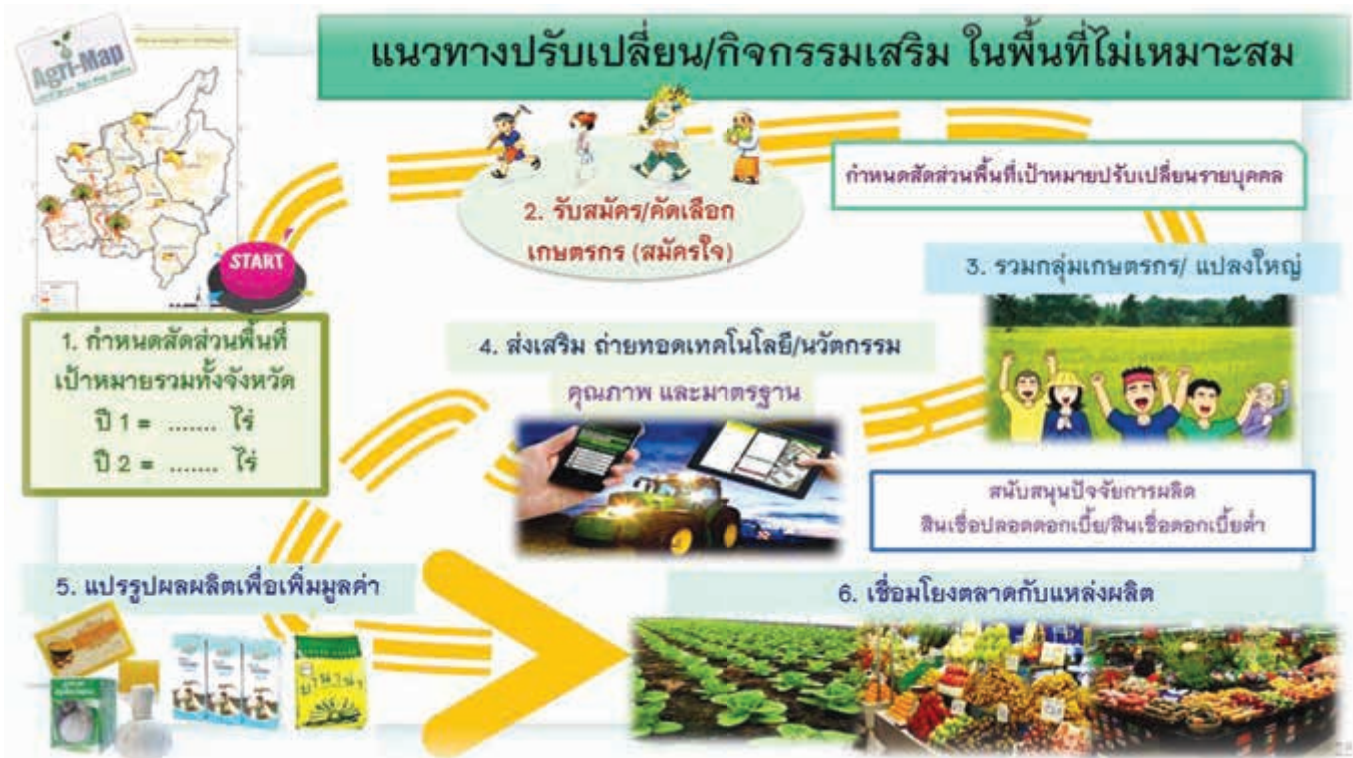 Agri-Map
แนวทางปรับเปลี่ยน/กิจกรรมเสริม ในพื้นที่ไม่เหมาะสม
START
1. กำหนดสัดส่วนพื้นที่
เป้าหมายรวมทั้งจังหวัด
ปี 1 = ....... ไร่
ปี 2 = ....... ไร่
2. รับสมัคร/คัดเลือก
เกษตรกร (สมัครใจ)
กำหนดสัดส่วนพื้นที่เป้าหมายปรับเปลี่ยนรายบุคคล
3. รวมกลุ่มเกษตรกร/ แปลงใหญ่
สนับสนุนปัจจัยการผลิต
สินเชื่อปลอดดอกเบี้ย/สินเชื่อดอกเบี้ยต่ำ
4. ส่งเสริม ถ่ายทอดเทคโนโลยี/นวัตกรรม
คุณภาพ และมาตรฐาน
5. แปรรูปผลผลิตเพื่อเพิ่มมูลค่า
6. เชื่อมโยงตลาดกับแหล่งผลิต